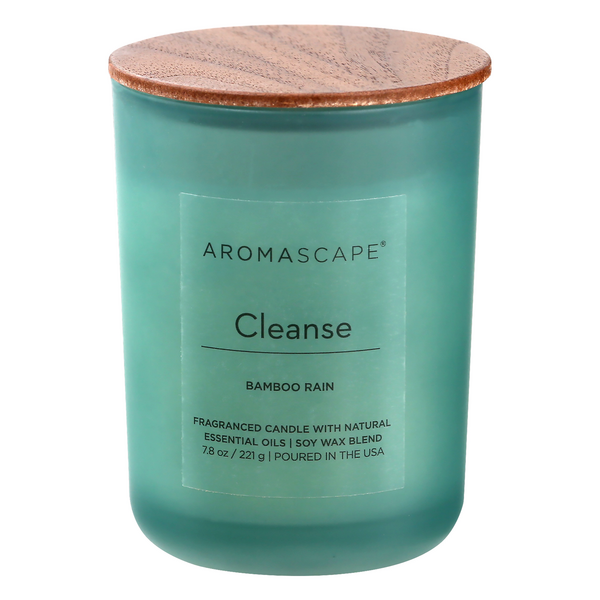 AROMASCAPE®
Cleanse
BAMBOO RAIN
FRAGRANCED CANDLE WITH NATURAL
ESSENTIAL OILS | SOY WAX BLEND
7.8 oz / 221 g | POURED IN THE USA